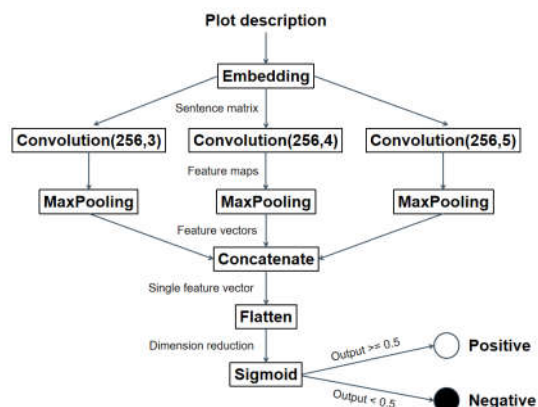 Plot description
Embedding
Sentence matrix
Convolution(256,3) Convolution(256,4) Convolution(256,5)
Feature maps
MaxPooling MaxPooling MaxPooling
Feature vectors
Concatenate
Single feature vector
Flatten
Dimension reduction
Output >= 0.5
Positive
Sigmoid
Output < 0.5
Negative